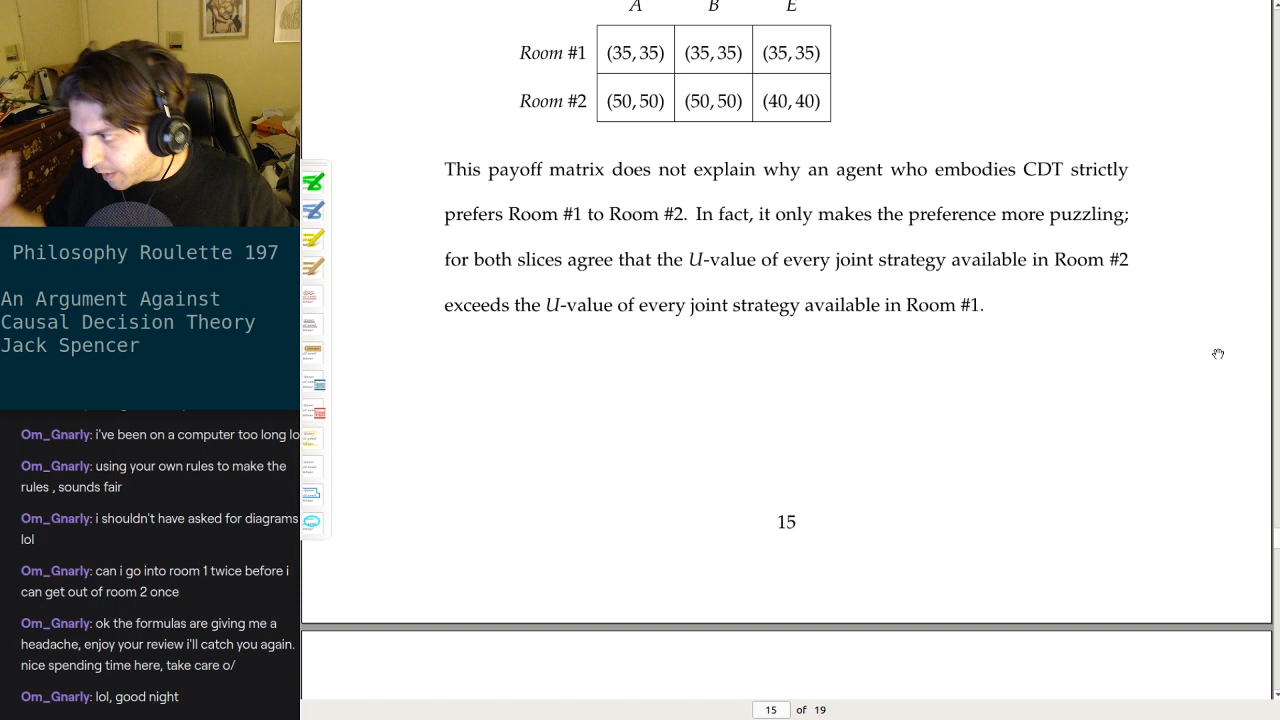 A B E
Room #1 (35, 35) (35, 35) (35, 35)
Room #2 (50, 50) (50, 50) (40, 40)
This payoff matrix does not explain why an agent who embodies CDT strictly
prefers Room #1 to Room #2. In fact, it only makes the preference more puzzling;
for both slices agree that the U-value of every joint strategy available in Room #2
exceeds the U-value of every joint strategy available in Room #1.
15
Philosophy Roulette 197
An Argument Against
Causal Decision Theory
Jack Spencer
Om_Gnarly: i've been on a computer too long lo
Om_Gnarly: using your own rules to make the
rules, sounds fair
Om_Gnarly: i shouldn't have asked for diagrams
lol
Om_Gnarly: can i go into room 1 twice before i
can get out of room 2 once
Om_Gnarly: ok the formulas are giving me a
headache, enjoy your review i'll catch you again.
nice spending time here, take care o/
Om_Gnarly: lol, good night
15 of 19